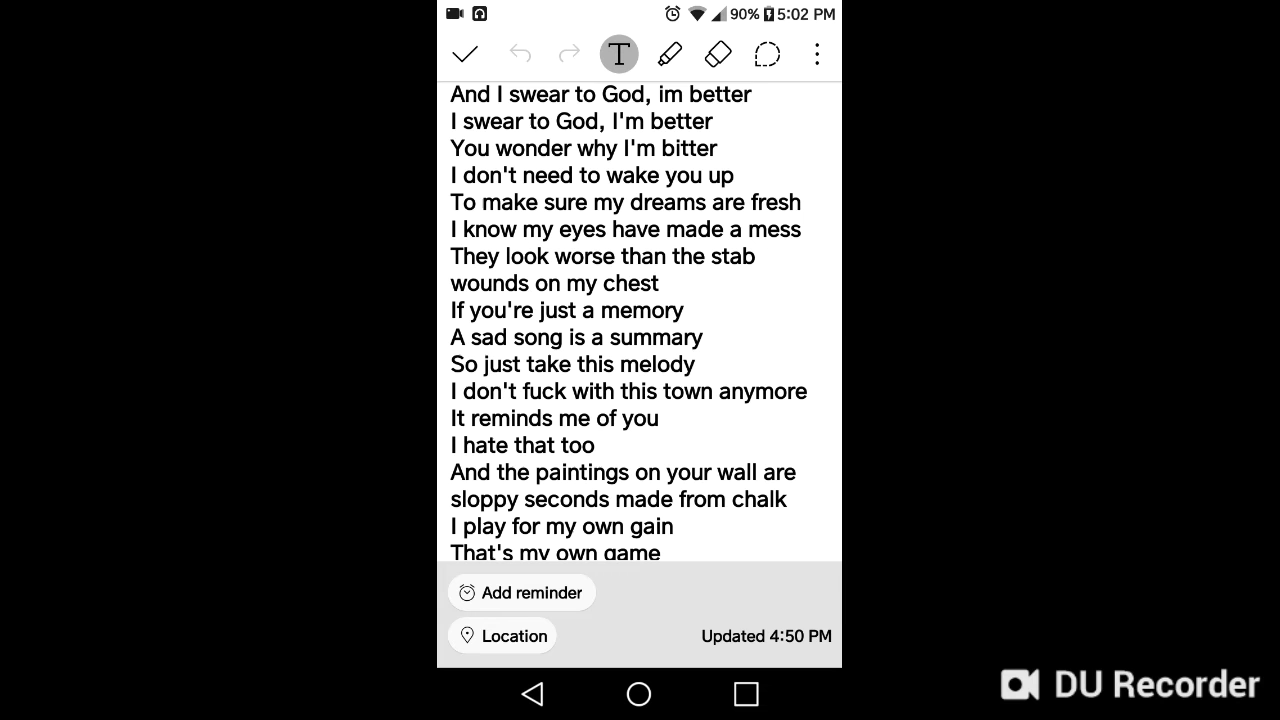 90% 5:02 PM
T
And I swear to God, im better
I swear to God, I'm better
You wonder why I'm bitter
I don't need to wake you up
To make sure my dreams are fresh
I know my eyes have made a mess
They look worse than the stab
wounds on my chest
If you're just a memory
A sad song is a summary
So just take this melody
I don't fuck with this town anymore
It reminds me of you
I hate that too
And the paintings on your wall are
sloppy seconds made from chalk
I play for my own gain
That's my own game
Add reminder
Location
Updated 4:50 PM
DU Recorder